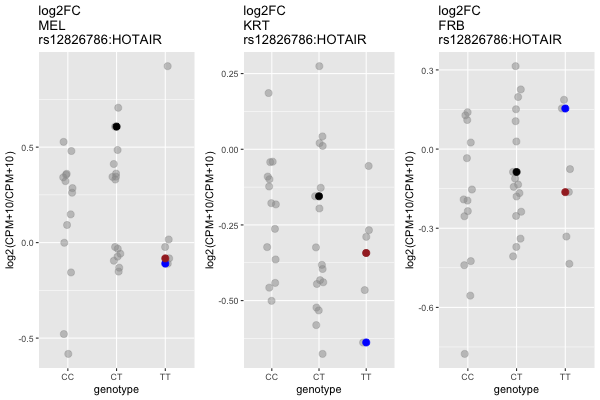 log2FC
MEL
rs12826786:HOTAIR
log2(CPM+10/CPM+10)
0.5
0.0
-0.5
CC
CT
TT
genotype
log2FC
KRT
rs12826786:HOTAIR
log2(CPM+10/CPM+10)
0.25
0.00
-0.25
-0.50
CC
CT
TT
genotype
log2FC
FRB
rs12826786:HOTAIR
log2(CPM+10/CPM+10)
0.3
0.0
-0.3
-0.6
CC
CT
TT
genotype